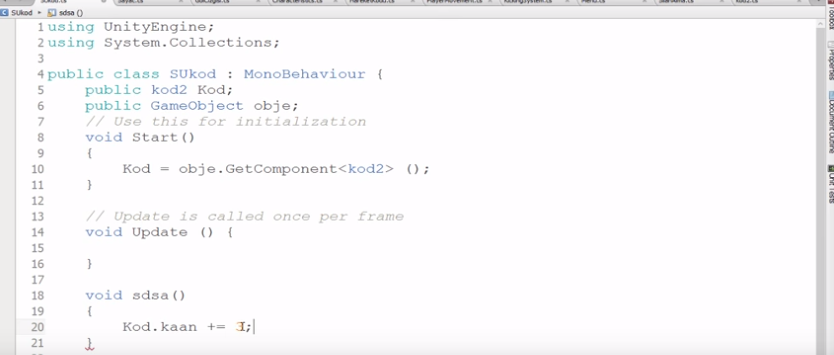 SUkod ▸ sdsa ()
1 using UnityEngine;
2 using System.Collections;
3
4 public class SUkod : MonoBehaviour {
5 public kod2 Kod;
6 public GameObject obje;
7 // Use this for initialization
8 void Start()
9 {
10 Kod = obje.GetComponent<kod2> ();
11 }
12
13 // Update is called once per frame
14 void Update () {
15
16 }
17
18 void sdsa()
19 {
20 Kod.kaan += 3;
21 }
Toolbox
Properties
Document Outline
Unit Tests